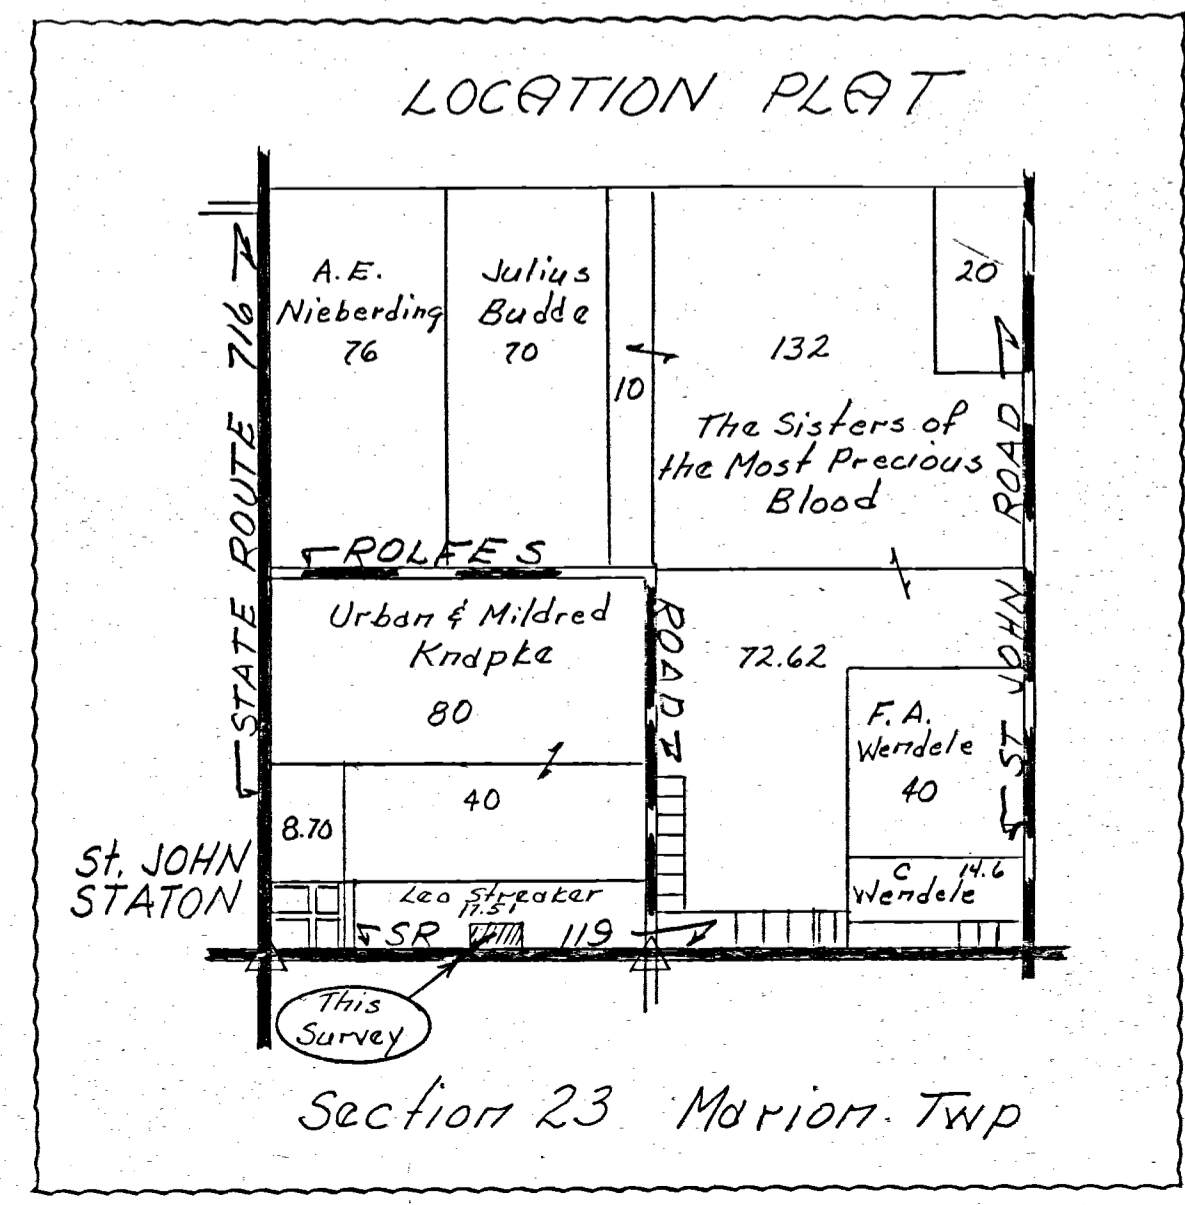 LOCATION PLAT
STATE ROUTE 716
A.E.
Nieberding
76
Julius
Budde
70
10
132
20
The Sisters of
the Most Precious
Blood
ROLFES
ROAD
ST JOHN ROAD
Urban & Mildred
Knapke
80
72.62
F. A.
Wendele
40
40
8.70
St. JOHN
STATON
C 14.6
Wendele
Leo Streaker
17.51
SR 119
This
Survey
Section 23 Marion Twp